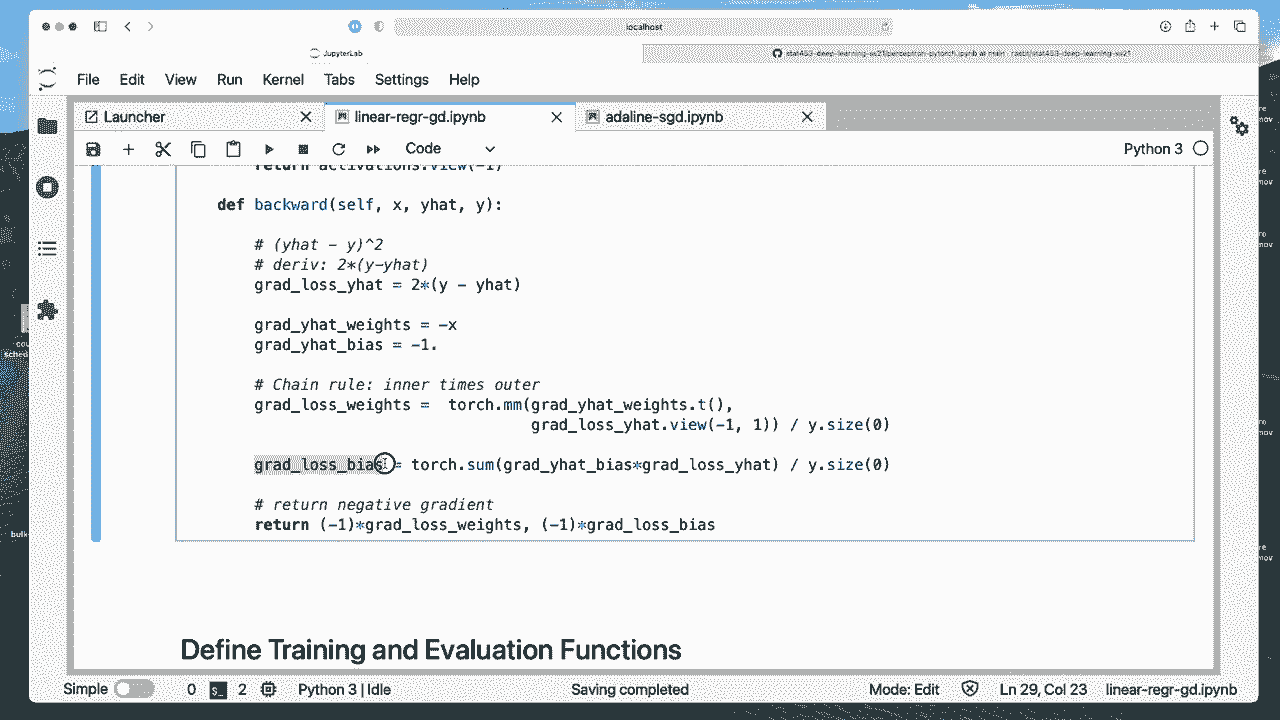 localhost
JupyterLab
stat453-deep-learning-ss21/perceptron-pytorch.ipynb at main · rasbt/stat453-deep-learning-ss21
File Edit View Run Kernel Tabs Settings Help
Launcher linear-regr-gd.ipynb adaline-sgd.ipynb
Code Python 3
return activations.view(-1)
def backward(self, x, yhat, y):
# (yhat - y)^2
# deriv: 2*(y-yhat)
grad_loss_yhat = 2*(y - yhat)
grad_yhat_weights = -x
grad_yhat_bias = -1.
# Chain rule: inner times outer
grad_loss_weights = torch.mm(grad_yhat_weights.t(),
grad_loss_yhat.view(-1, 1)) / y.size(0)
grad_loss_bias = torch.sum(grad_yhat_bias*grad_loss_yhat) / y.size(0)
# return negative gradient
return (-1)*grad_loss_weights, (-1)*grad_loss_bias
Define Training and Evaluation Functions
Simple 0 2 Python 3 | Idle Saving completed Mode: Edit Ln 29, Col 23 linear-regr-gd.ipynb